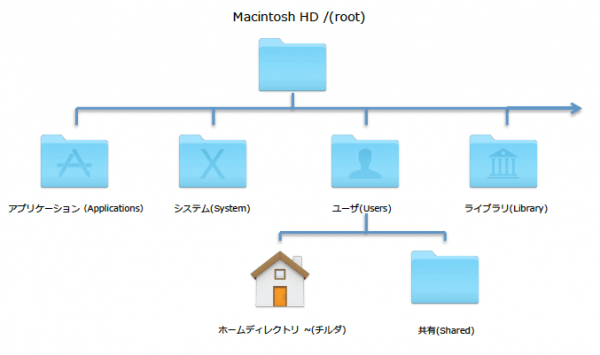 Macintosh HD /(root)
アプリケーション (Applications)
システム(System)
ユーザ(Users)
ライブラリ(Library)
ホームディレクトリ ~(チルダ)
共有(Shared)